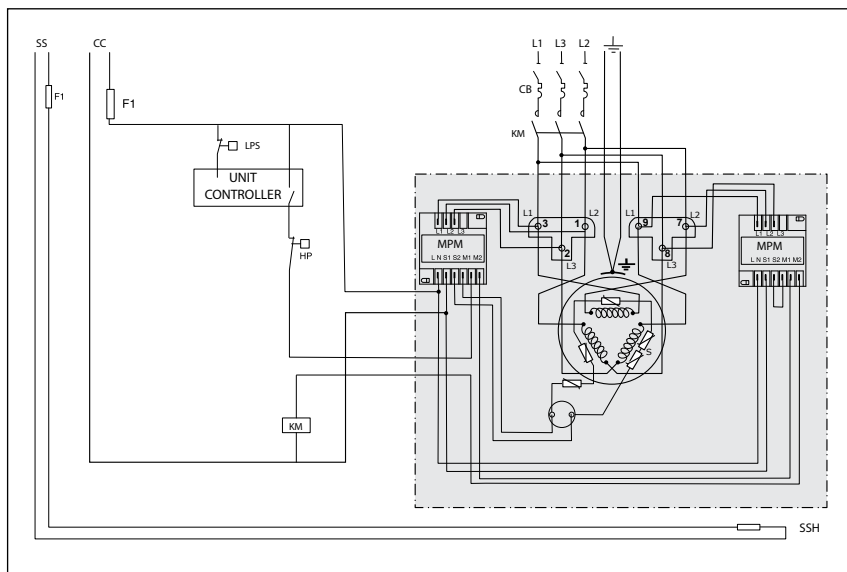 SS CC L1 L3 L2
F1 F1 CB
KM
LPS
UNIT
CONTROLLER
HP
L1 L2 L3
MPM
L N S1 S2 M1 M2
L1 3 1 L2
2
L3
L1 9 7 L2
8
L3
L1 L2 L3
MPM
L N S1 S2 M1 M2
S
KM
SSH